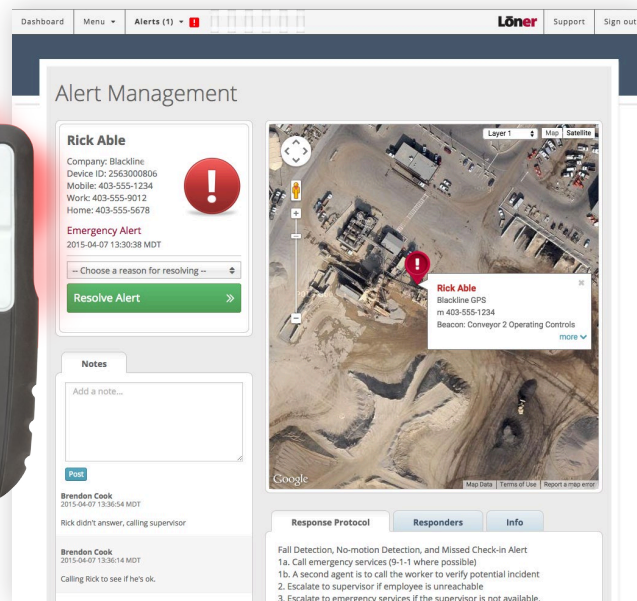 Dashboard
Menu
Alerts (1)
!
Lōner
Support
Sign out
Alert Management
Rick Able
Company: Blackline
Device ID: 2563000806
Mobile: 403-555-1234
Work: 403-555-9012
Home: 403-555-5678
!
Emergency Alert
2015-04-07 13:30:38 MDT
-- Choose a reason for resolving --
Resolve Alert »
Notes
Add a note...
Post
Brendon Cook
2015-04-07 13:36:54 MDT
Rick didn't answer, calling supervisor
Brendon Cook
2015-04-07 13:36:14 MDT
Calling Rick to see if he's ok.
Layer 1
Map
Satellite
!
Rick Able
Blackline GPS
m 403-555-1234
Beacon: Conveyor 2 Operating Controls
more
Google
Map Data
Terms of Use
Report a map error
Response Protocol
Responders
Info
Fall Detection, No-motion Detection, and Missed Check-in Alert
1a. Call emergency services (9-1-1 where possible)
1b. A second agent is to call the worker to verify potential incident
2. Escalate to supervisor if employee is unreachable
3. Escalate to emergency services if the supervisor is not available.